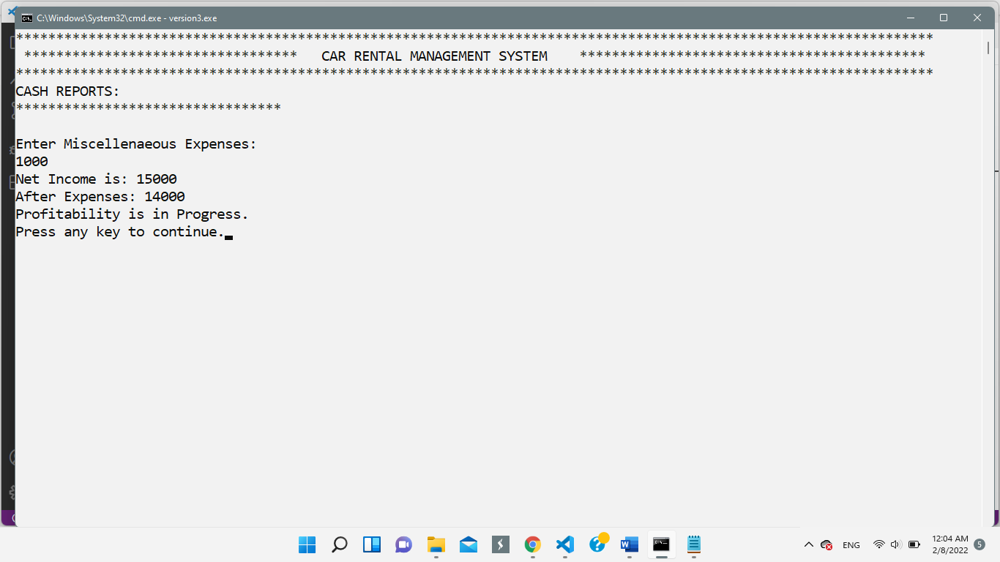 C:\Windows\System32\cmd.exe - version3.exe
******************************************************************************************************************
********************************** CAR RENTAL MANAGEMENT SYSTEM *******************************************
******************************************************************************************************************
CASH REPORTS:
*********************************
Enter Miscellenaeous Expenses:
1000
Net Income is: 15000
After Expenses: 14000
Profitability is in Progress.
Press any key to continue.
ENG
12:04 AM
2/8/2022
5